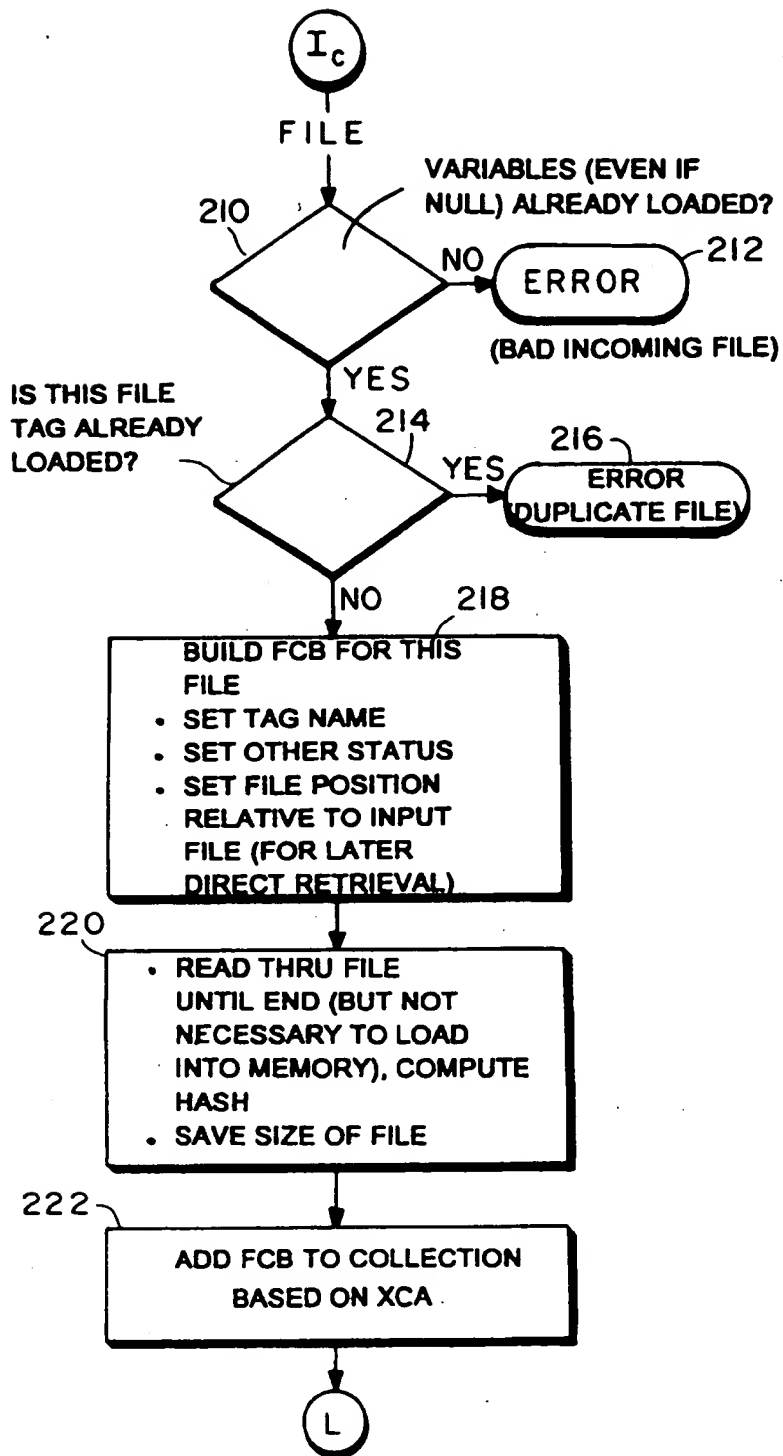 I_c
FILE
VARIABLES (EVEN IF
NULL) ALREADY LOADED?
210
NO
ERROR
212
(BAD INCOMING FILE)
YES
IS THIS FILE
TAG ALREADY
LOADED?
214
YES
216
ERROR
(DUPLICATE FILE)
NO
218
BUILD FCB FOR THIS
FILE
• SET TAG NAME
• SET OTHER STATUS
• SET FILE POSITION
RELATIVE TO INPUT
FILE (FOR LATER
DIRECT RETRIEVAL)
220
• READ THRU FILE
UNTIL END (BUT NOT
NECESSARY TO LOAD
INTO MEMORY), COMPUTE
HASH
• SAVE SIZE OF FILE
222
ADD FCB TO COLLECTION
BASED ON XCA
L